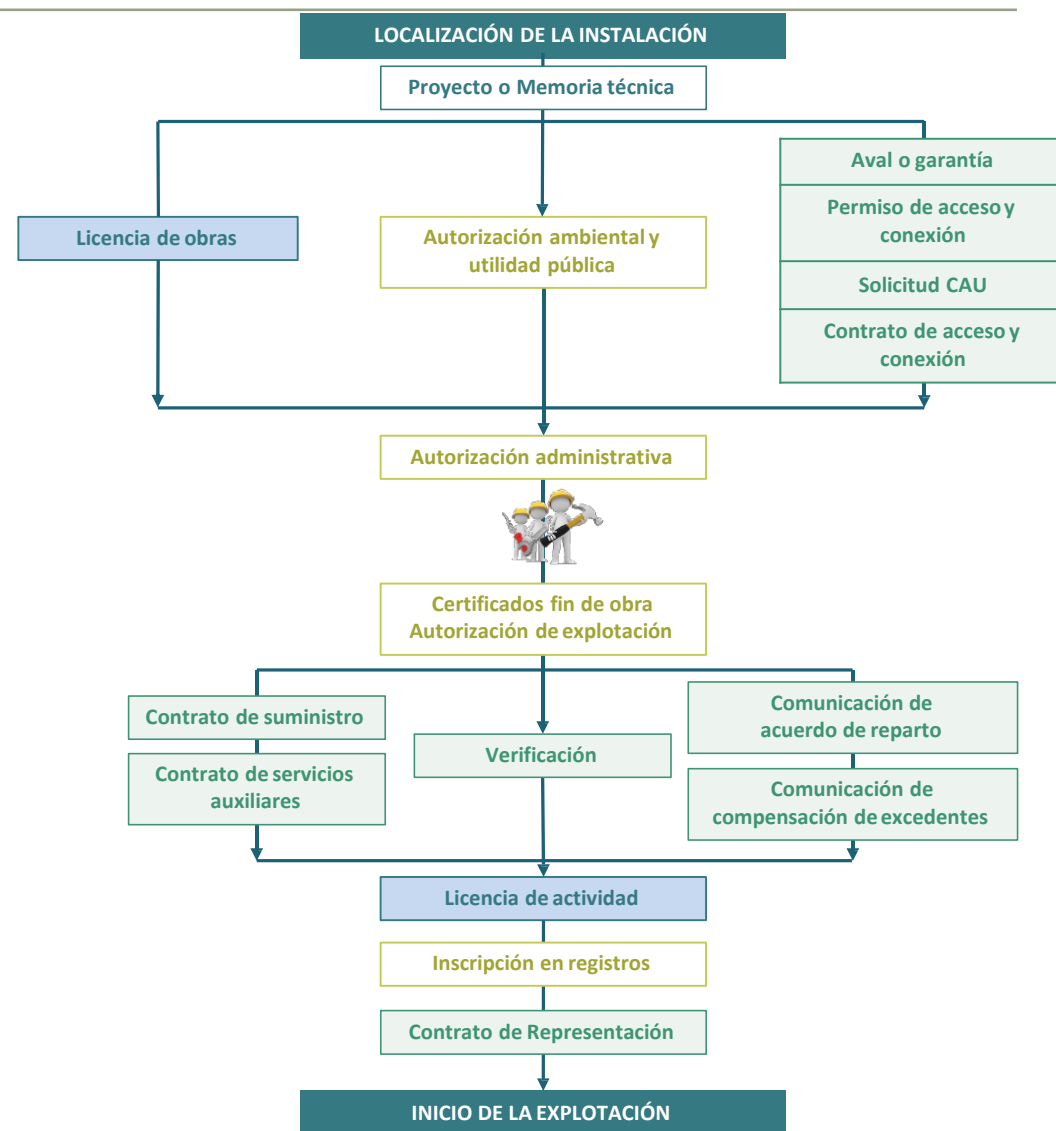 LOCALIZACIÓN DE LA INSTALACIÓN
Proyecto o Memoria técnica
Licencia de obras
Autorización ambiental y
utilidad pública
Aval o garantía
Permiso de acceso y
conexión
Solicitud CAU
Contrato de acceso y
conexión
Autorización administrativa
Certificados fin de obra
Autorización de explotación
Contrato de suministro
Contrato de servicios
auxiliares
Verificación
Comunicación de
acuerdo de reparto
Comunicación de
compensación de excedentes
Licencia de actividad
Inscripción en registros
Contrato de Representación
INICIO DE LA EXPLOTACIÓN